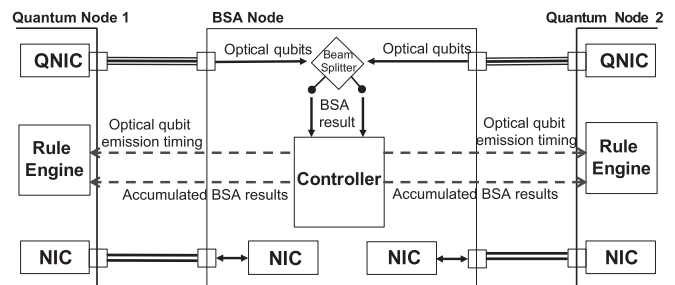 Quantum Node 1
BSA Node
Quantum Node 2
QNIC
Optical qubits
Beam
Splitter
Optical qubits
QNIC
BSA
result
Rule
Engine
Optical qubit
emission timing
Controller
Optical qubit
emission timing
Rule
Engine
Accumulated BSA results
Accumulated BSA results
NIC
NIC
NIC
NIC